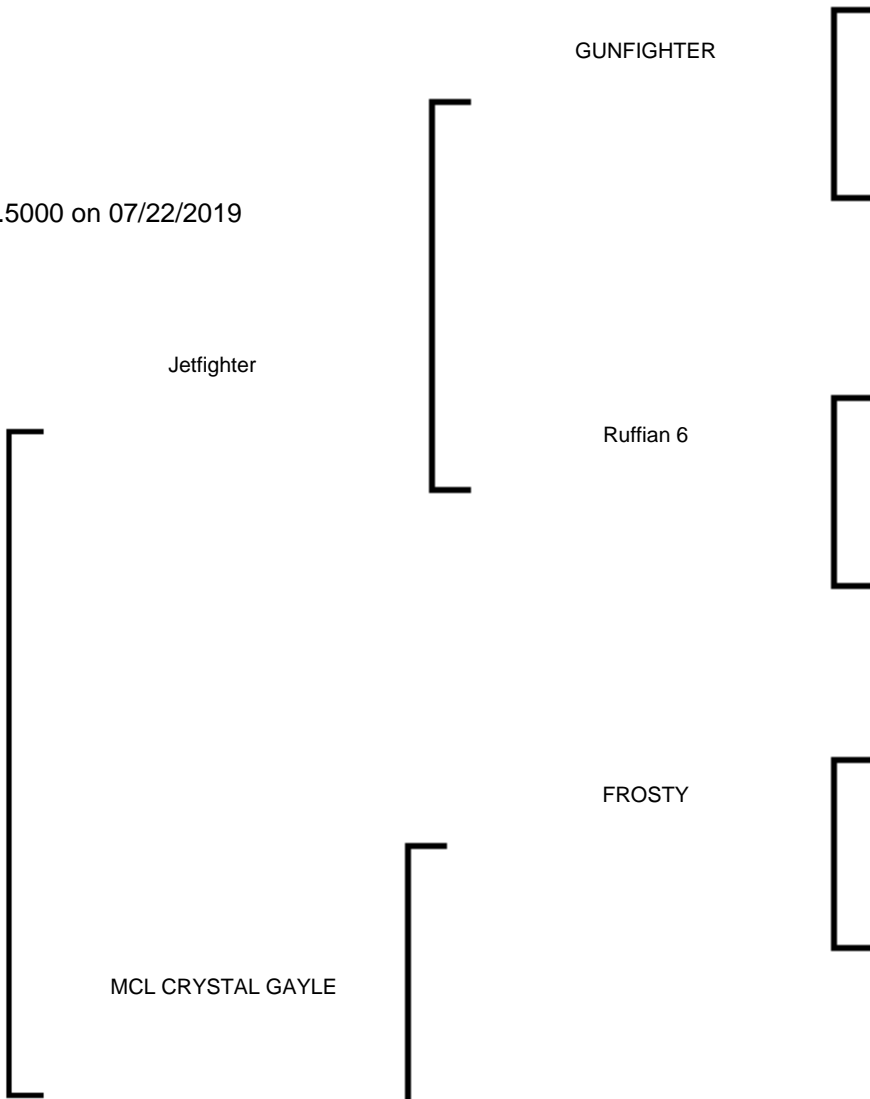 GUNFIGHTER
.5000 on 07/22/2019
Jetfighter
Ruffian 6
FROSTY
MCL CRYSTAL GAYLE